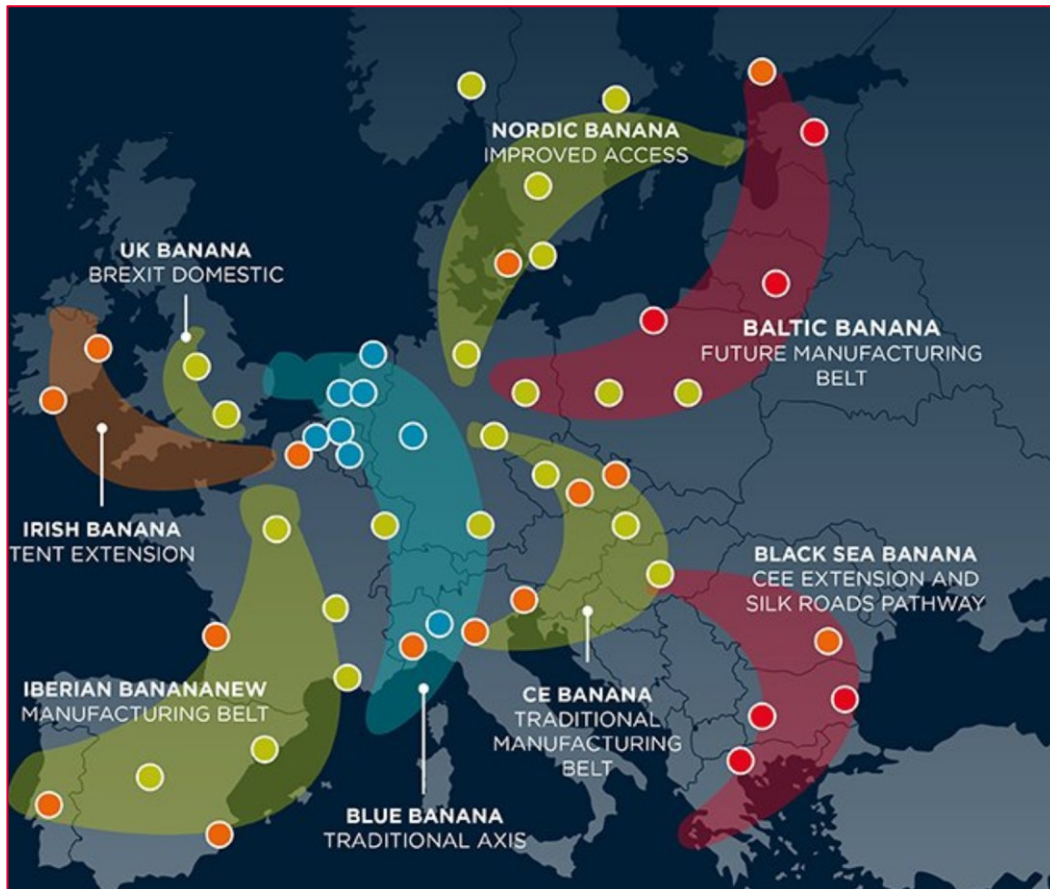 NORDIC BANANA
IMPROVED ACCESS
UK BANANA
BREXIT DOMESTIC
BALTIC BANANA
FUTURE MANUFACTURING
BELT
IRISH BANANA
TENT EXTENSION
BLACK SEA BANANA
CEE EXTENSION AND
SILK ROADS PATHWAY
IBERIAN BANANANEW
MANUFACTURING BELT
CE BANANA
TRADITIONAL
MANUFACTURING
BELT
BLUE BANANA
TRADITIONAL AXIS